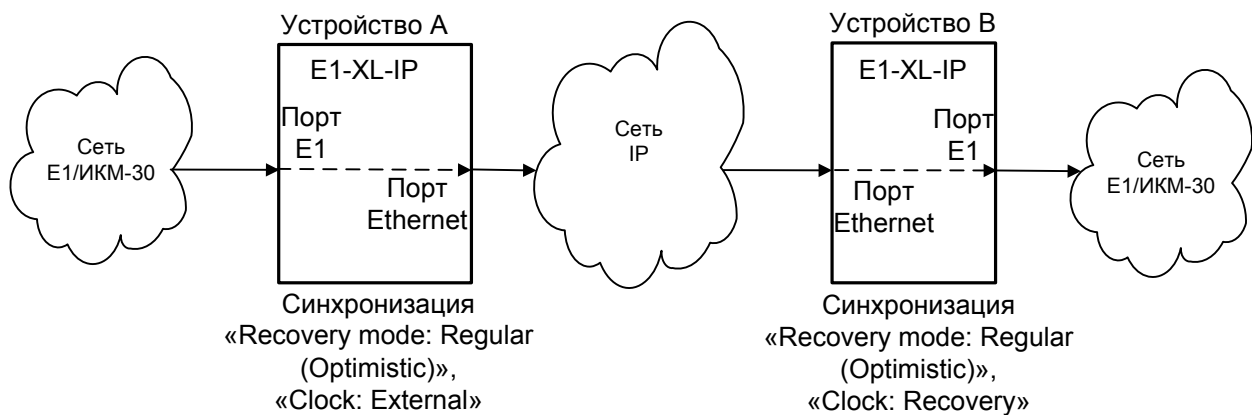 Устройство А
Устройство В
E1-XL-IP
E1-XL-IP
Порт
E1
Порт
E1
Сеть
E1/ИКМ-30
Сеть
IP
Сеть
E1/ИКМ-30
Порт
Ethernet
Порт
Ethernet
Синхронизация
«Recovery mode: Regular
(Optimistic)»,
«Clock: External»
Синхронизация
«Recovery mode: Regular
(Optimistic)»,
«Clock: Recovery»